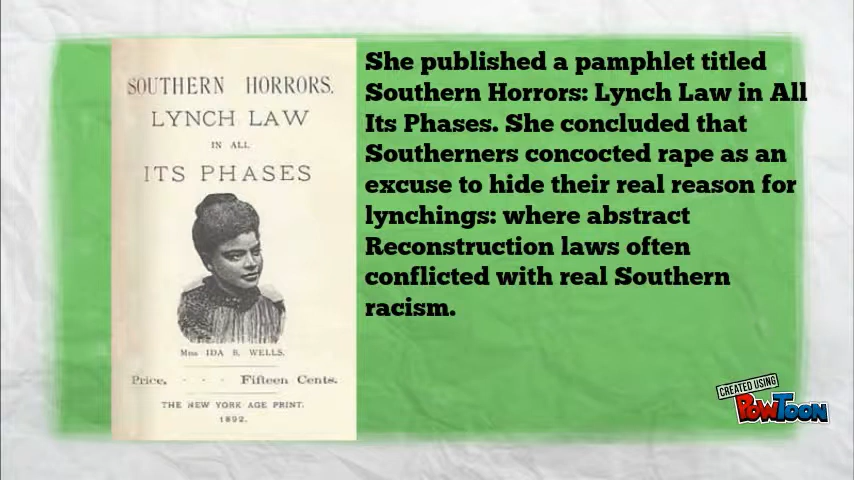 SOUTHERN HORRORS.
LYNCH LAW
IN ALL
ITS PHASES
Miss IDA B. WELLS.
Price, - - - Fifteen Cents.
THE NEW YORK AGE PRINT.
1892.
She published a pamphlet titled
Southern Horrors: Lynch Law in All
Its Phases. She concluded that
Southerners concocted rape as an
excuse to hide their real reason for
lynchings: where abstract
Reconstruction laws often
conflicted with real Southern
racism.
CREATED USING
POWTOON